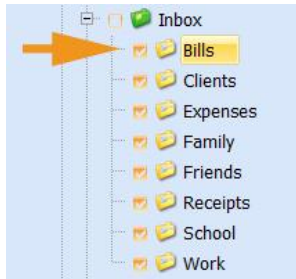 Inbox
Bills
Clients
Expenses
Family
Friends
Receipts
School
Work